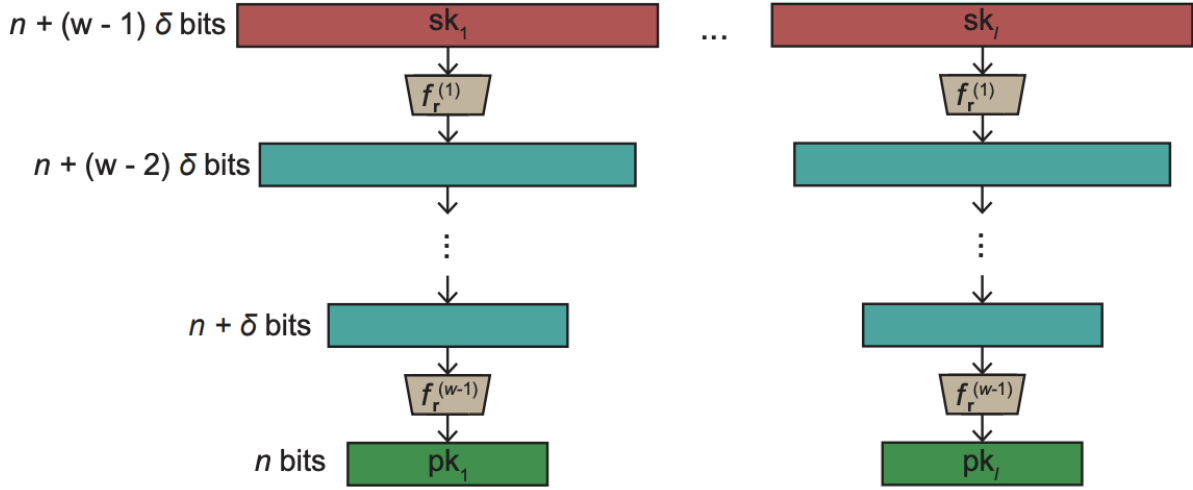 n + (w - 1) δ bits sk₁ ... skₗ
f𝐫⁽¹⁾ f𝐫⁽¹⁾
n + (w - 2) δ bits
⋮ ⋮
n + δ bits
f𝐫⁽ʷ⁻¹⁾ f𝐫⁽ʷ⁻¹⁾
n bits pk₁ pkₗ